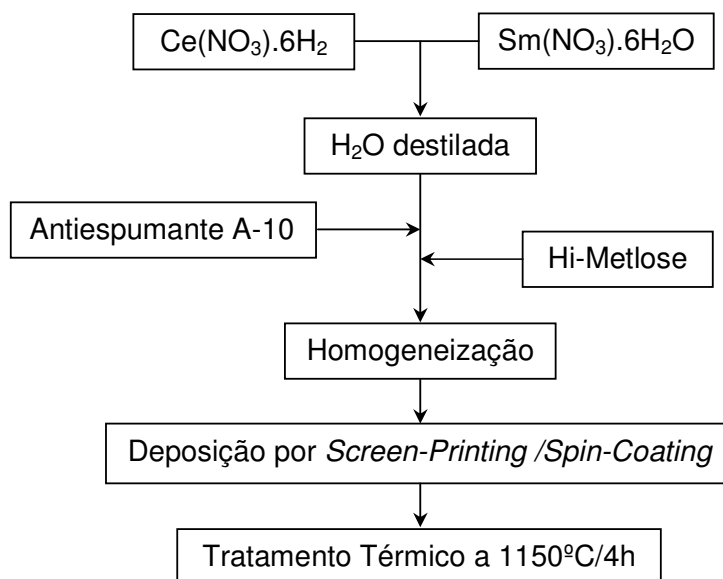 Ce(NO₃).6H₂
Sm(NO₃).6H₂O
H₂O destilada
Antiespumante A-10
Hi-Metlose
Homogeneização
Deposição por Screen-Printing /Spin-Coating
Tratamento Térmico a 1150ºC/4h